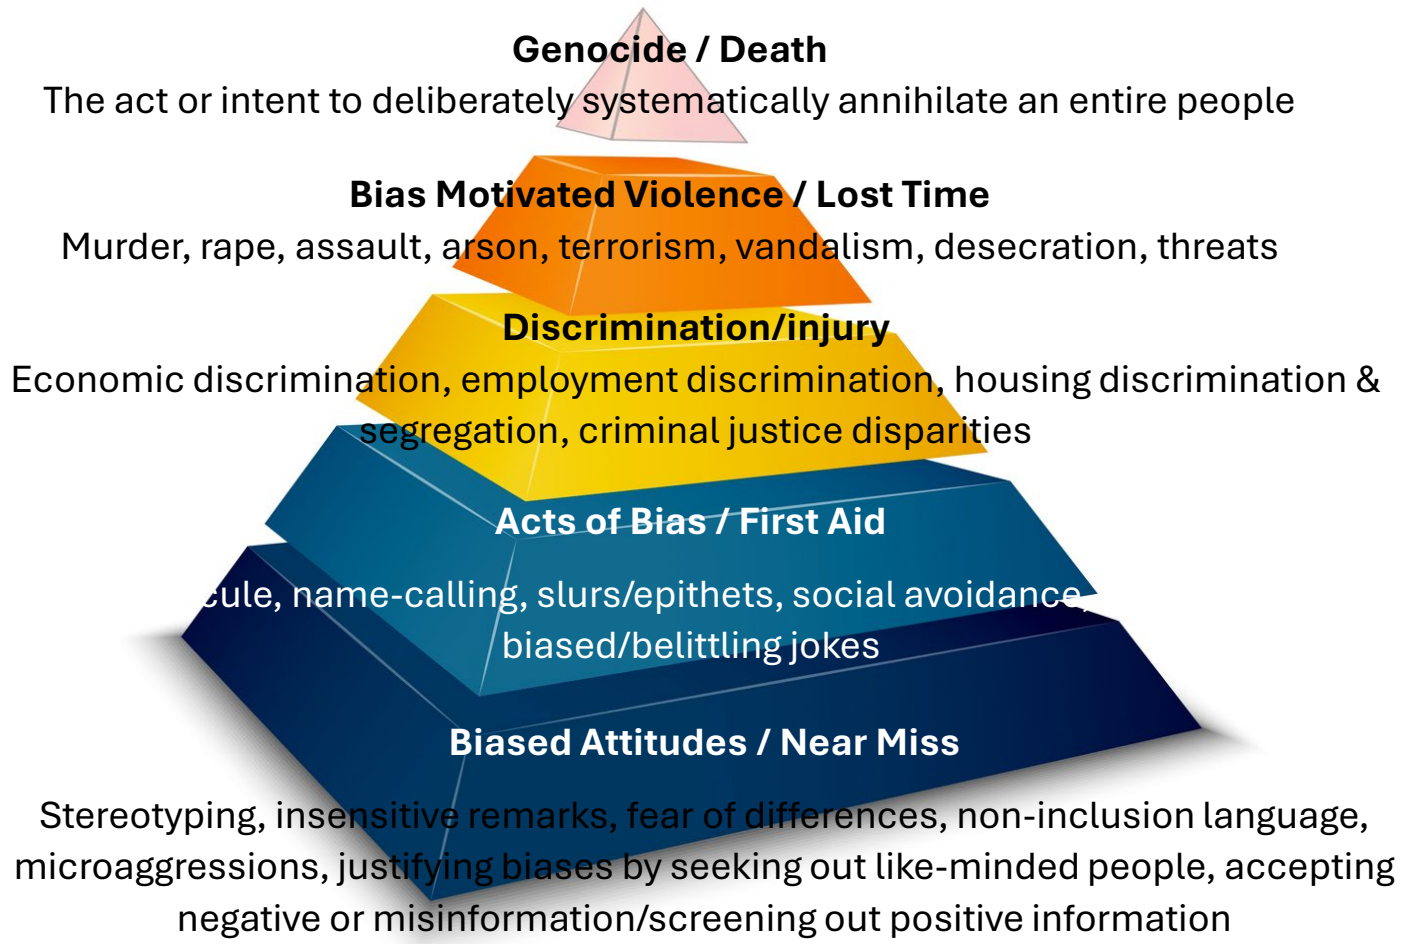 Genocide / Death
The act or intent to deliberately systematically annihilate an entire people
Bias Motivated Violence / Lost Time
Murder, rape, assault, arson, terrorism, vandalism, desecration, threats
Discrimination/injury
Economic discrimination, employment discrimination, housing discrimination &
segregation, criminal justice disparities
Acts of Bias / First Aid
name-calling, slurs/epithets, social avoidance,
biased/belittling jokes
Biased Attitudes / Near Miss
Stereotyping, insensitive remarks, fear of differences, non-inclusion language,
microaggressions, justifying biases by seeking out like-minded people, accepting
negative or misinformation/screening out positive information